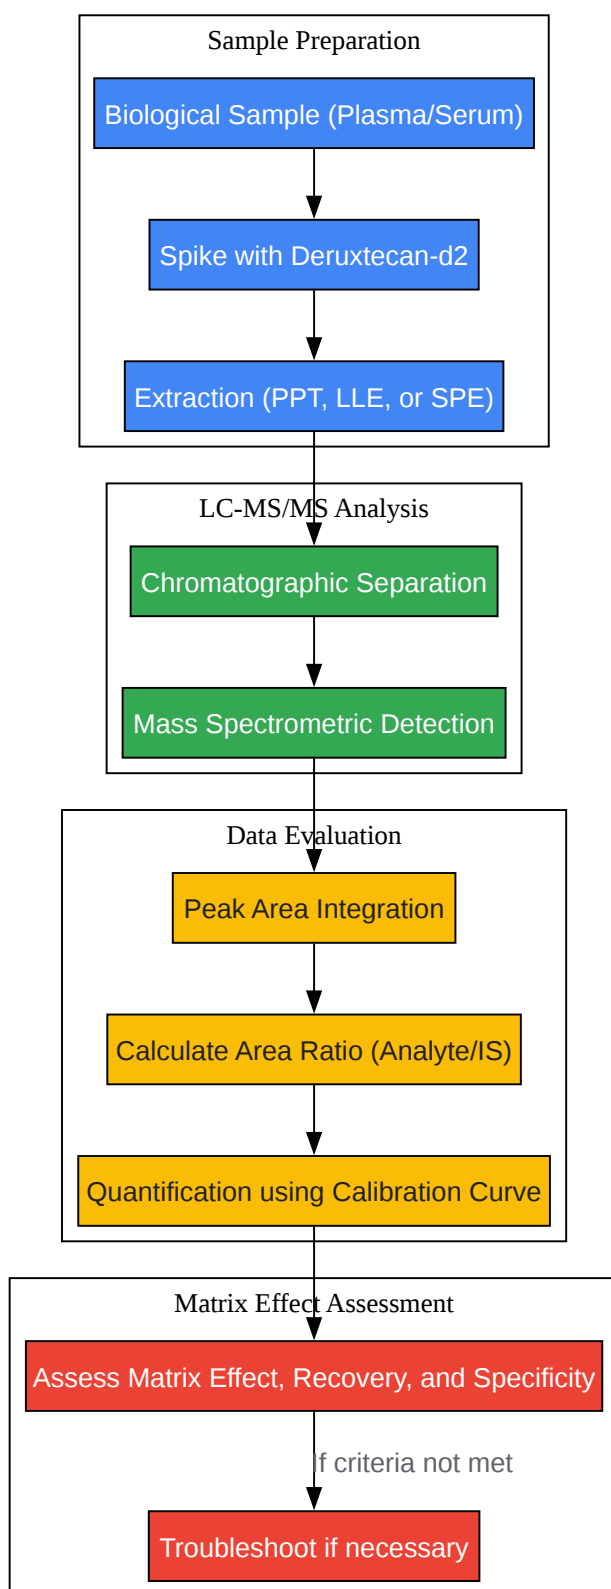 Sample Preparation
Biological Sample (Plasma/Serum)
Spike with Deruxtecan-d2
Extraction (PPT, LLE, or SPE)
LC-MS/MS Analysis
Chromatographic Separation
Mass Spectrometric Detection
Data Evaluation
Peak Area Integration
Calculate Area Ratio (Analyte/IS)
Quantification using Calibration Curve
Matrix Effect Assessment
Assess Matrix Effect, Recovery, and Specificity
If criteria not met
Troubleshoot if necessary